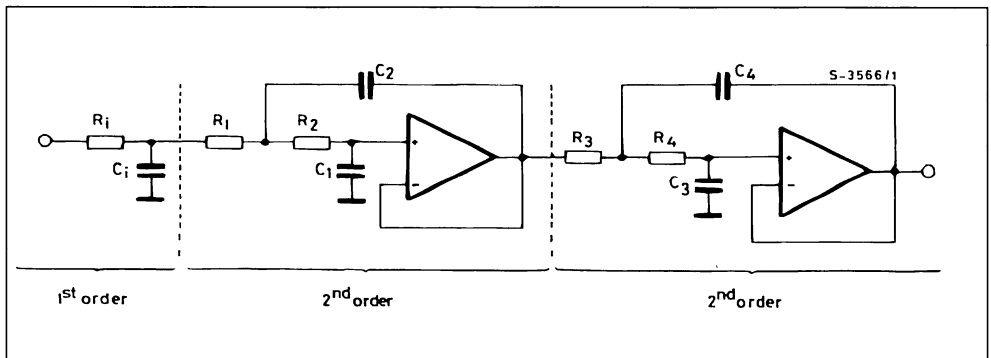 C2
C4
S-3566/1
Ri
R1
R2
R3
R4
Ci
C1
C3
+
−
+
−
1st order
2nd order
2nd order